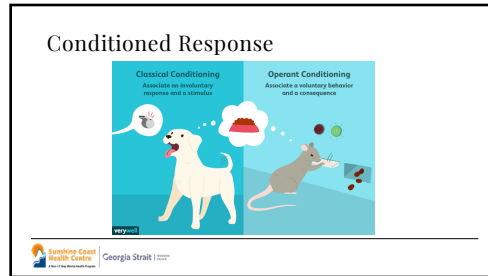 Conditioned Response
Classical Conditioning
Associate an involuntary
response and a stimulus
Operant Conditioning
Associate a voluntary behavior
and a consequence
verywell
Sunshine Coast
Health Centre
Georgia Strait